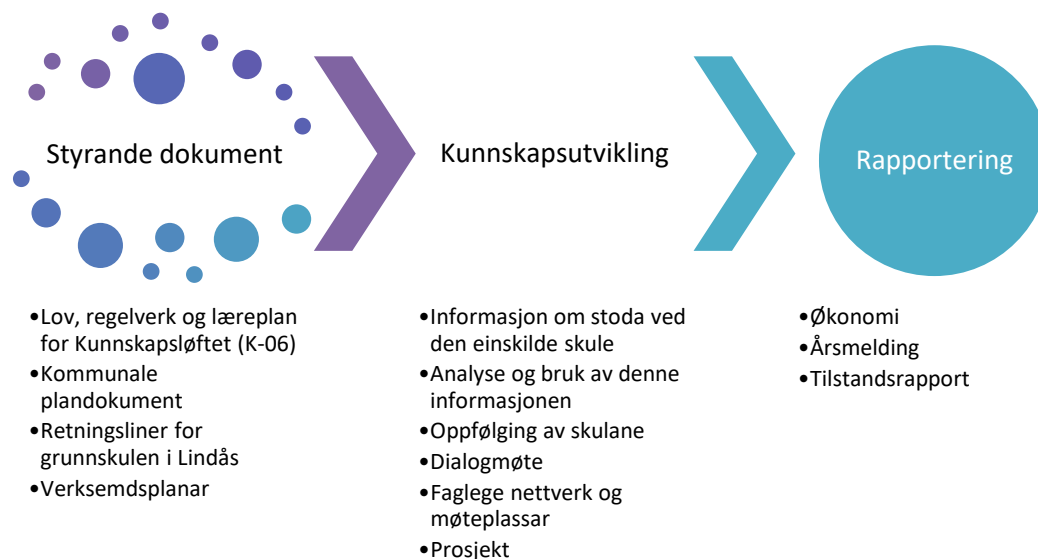 Styrande dokument
•Lov, regelverk og læreplan
for Kunnskapsløftet (K-06)
•Kommunale
plandokument
•Retningsliner for
grunnskulen i Lindås
•Verksemdsplanar
Kunnskapsutvikling
•Informasjon om stoda ved
den einskilde skule
•Analyse og bruk av denne
informasjonen
•Oppfølging av skulane
•Dialogmøte
•Faglege nettverk og
møteplassar
•Prosjekt
Rapportering
•Økonomi
•Årsmelding
•Tilstandsrapport